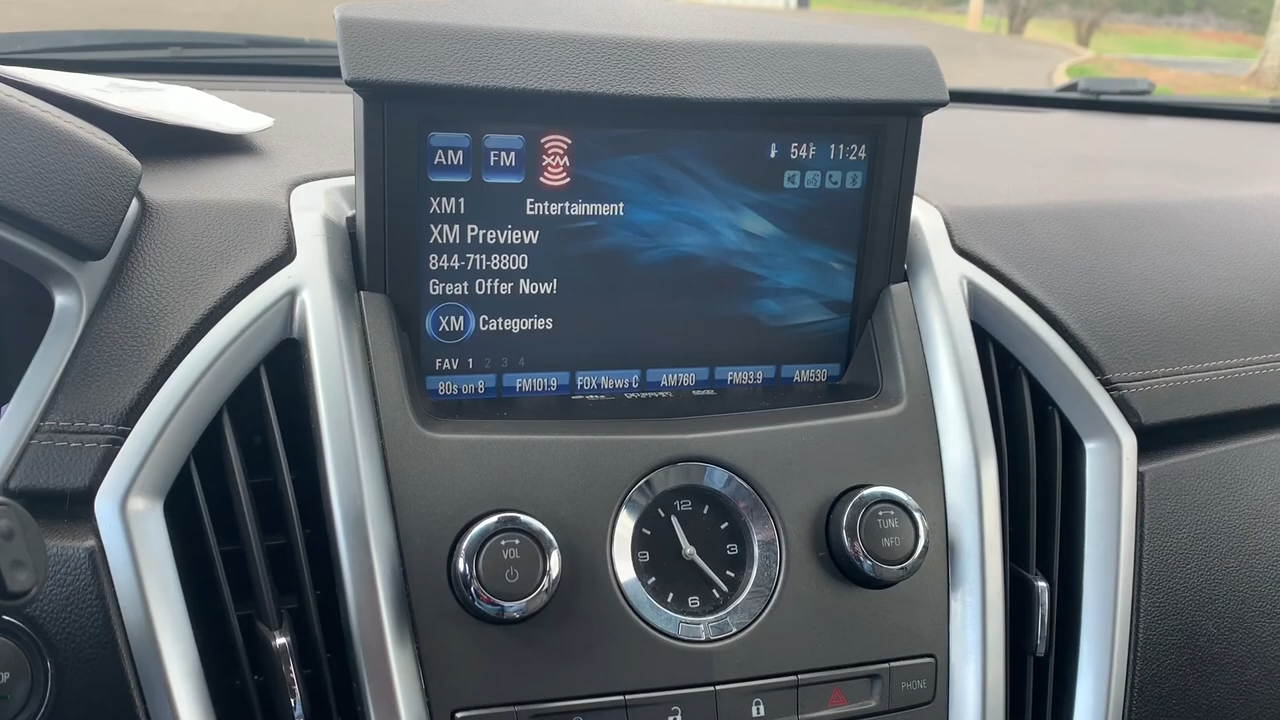 AM FM XM 54°F 11:24
XM1 Entertainment
XM Preview
844-711-8800
Great Offer Now!
XM Categories
FAV 1 2 3 4
80s on 8 FM101.9 FOX News C AM760 FM93.9 AM530
VOL
12
3
6
9
TUNE
INFO
PHONE